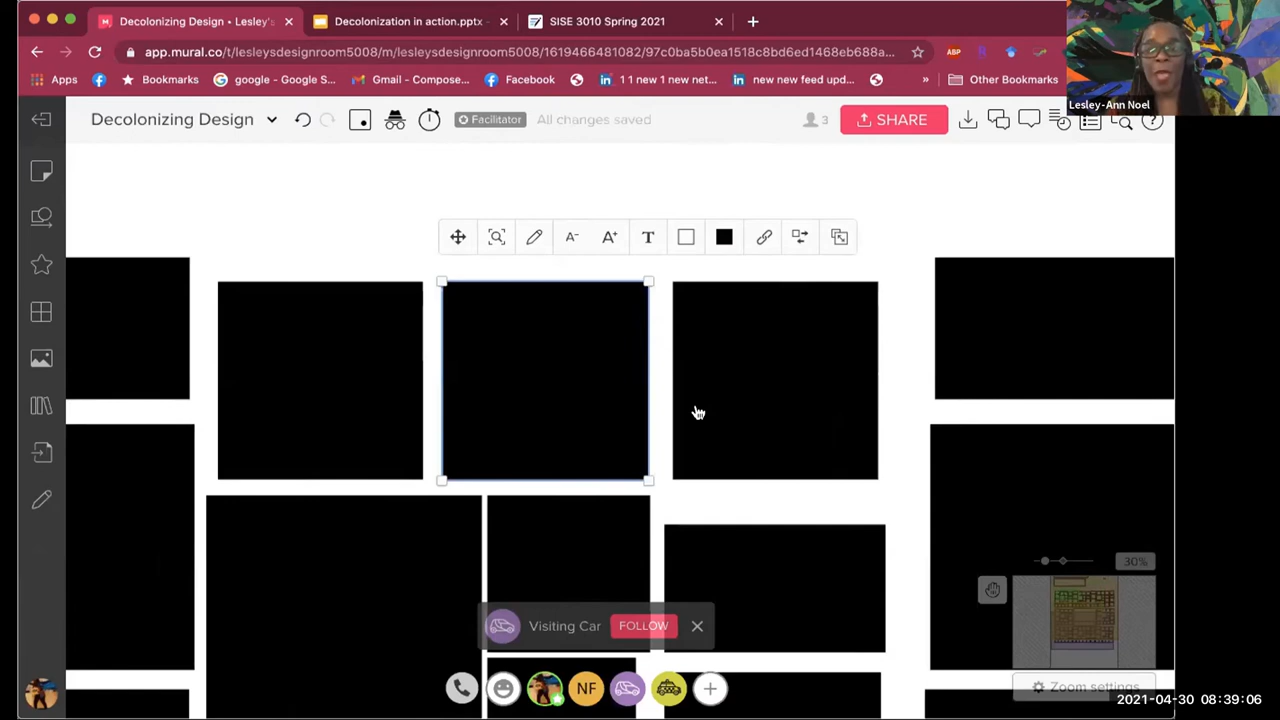 Decolonizing Design • Lesley's
Decolonization in action.pptx -
SISE 3010 Spring 2021
app.mural.co/t/lesleysdesignroom5008/m/lesleysdesignroom5008/1619466481082/97c0ba5b0ea1518c8bd6ed1468eb688a...
ABP
Apps
Bookmarks
google - Google S...
Gmail - Compose...
Facebook
1 1 new 1 new net...
new new feed upd...
»
Other Bookmarks
Lesley-Ann Noel
Decolonizing Design
Facilitator
All changes saved
3
SHARE
A-
A+
T
30%
Visiting Car
FOLLOW
NF
Zoom settings
2021-04-30 08:39:06